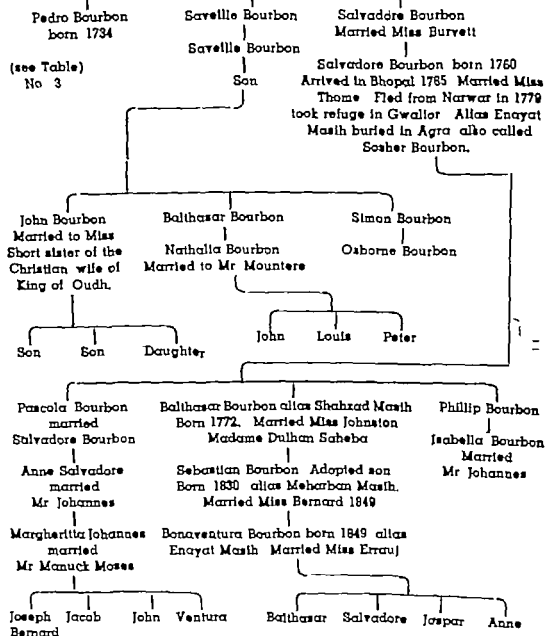 Pedro Bourbon
born 1734
(see Table)
No 3
Saveille Bourbon
Saveille Bourbon
Son
Salvadore Bourbon
Married Miss Burvett
Salvadore Bourbon born 1760
Arrived in Bhopal 1785 Married Miss
Thome Fled from Narwar in 1779
took refuge in Gwalior Alias Enayat
Masih buried in Agra also called
Sosher Bourbon.
John Bourbon
Married to Miss
Short sister of the
Christian wife of
King of Oudh.
Balthasar Bourbon
Nathalia Bourbon
Married to Mr Mountere
Simon Bourbon
Osborne Bourbon
Son
Son
Daughter
John
Louis
Peter
Pascola Bourbon
married
Salvadore Bourbon
Anne Salvadore
married
Mr Johannes
Margheritta Johannes
married
Mr Manuck Moses
Balthasar Bourbon alias Shahzad Masih
Born 1772. Married Miss Johnston
Madame Dulhan Saheba
Sebastian Bourbon Adopted son
Born 1830 alias Meharban Masih.
Married Miss Bernard 1849
Bonaventura Bourbon born 1849 alias
Enayat Masih Married Miss Errauj
Phillip Bourbon
Isabella Bourbon
Married
Mr Johannes
Joseph
Bernard
Jacob
John
Ventura
Balthasar
Salvadore
Jospar
Anne